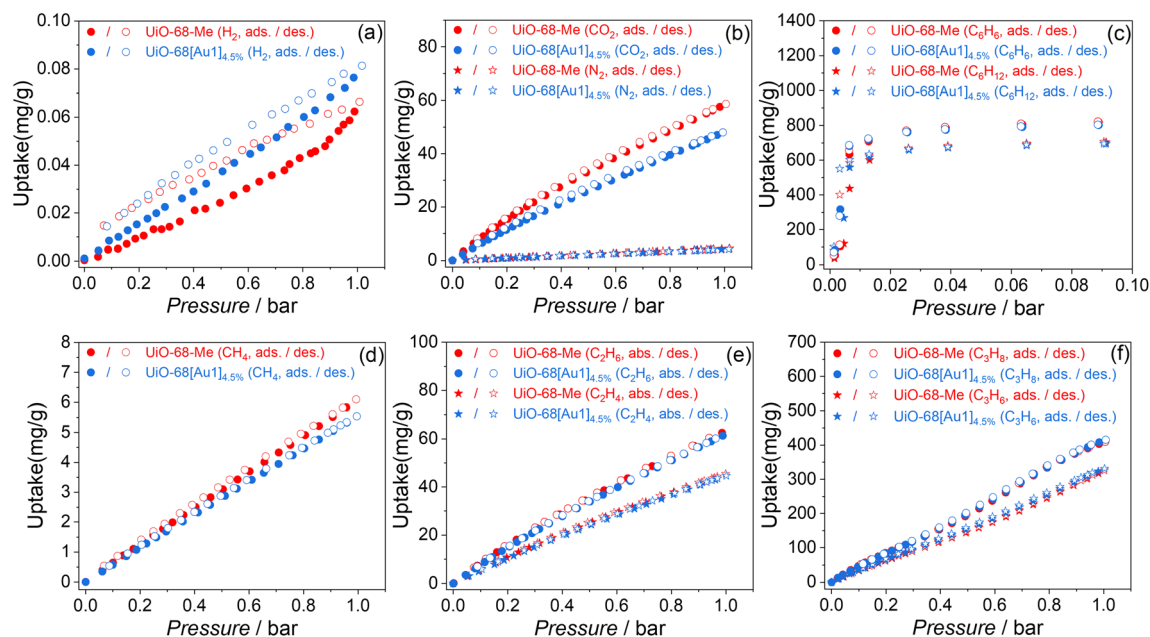 (a)
● / ○ UiO-68-Me (H₂, ads. / des.)
● / ○ UiO-68[Au1]₄.₅% (H₂, ads. / des.)
0.10
0.08
0.06
0.04
0.02
0.00
Uptake(mg/g)
0.0 0.2 0.4 0.6 0.8 1.0
Pressure / bar
(b)
● / ○ UiO-68-Me (CO₂, ads. / des.)
● / ○ UiO-68[Au1]₄.₅% (CO₂, ads. / des.)
★ / ☆ UiO-68-Me (N₂, ads. / des.)
★ / ☆ UiO-68[Au1]₄.₅% (N₂, ads. / des.)
80
60
40
20
0
Uptake(mg/g)
0.0 0.2 0.4 0.6 0.8 1.0
Pressure / bar
(c)
● / ○ UiO-68-Me (C₆H₆, ads. / des.)
● / ○ UiO-68[Au1]₄.₅% (C₆H₆, ads. / des.)
★ / ☆ UiO-68-Me (C₆H₁₂, ads. / des.)
★ / ☆ UiO-68[Au1]₄.₅% (C₆H₁₂, ads. / des.)
1400
1200
1000
800
600
400
200
0
Uptake(mg/g)
0.00 0.02 0.04 0.06 0.08 0.10
Pressure / bar
(d)
● / ○ UiO-68-Me (CH₄, ads. / des.)
● / ○ UiO-68[Au1]₄.₅% (CH₄, ads. / des.)
8
7
6
5
4
3
2
1
0
Uptake(mg/g)
0.0 0.2 0.4 0.6 0.8 1.0
Pressure / bar
(e)
● / ○ UiO-68-Me (C₂H₆, abs. / des.)
● / ○ UiO-68[Au1]₄.₅% (C₂H₆, abs. / des.)
★ / ☆ UiO-68-Me (C₂H₄, abs. / des.)
★ / ☆ UiO-68[Au1]₄.₅% (C₂H₄, abs. / des.)
100
80
60
40
20
0
Uptake(mg/g)
0.0 0.2 0.4 0.6 0.8 1.0
Pressure / bar
(f)
● / ○ UiO-68-Me (C₃H₈, ads. / des.)
● / ○ UiO-68[Au1]₄.₅% (C₃H₈, ads. / des.)
★ / ☆ UiO-68-Me (C₃H₆, ads. / des.)
★ / ☆ UiO-68[Au1]₄.₅% (C₃H₆, ads. / des.)
700
600
500
400
300
200
100
0
Uptake(mg/g)
0.0 0.2 0.4 0.6 0.8 1.0
Pressure / bar